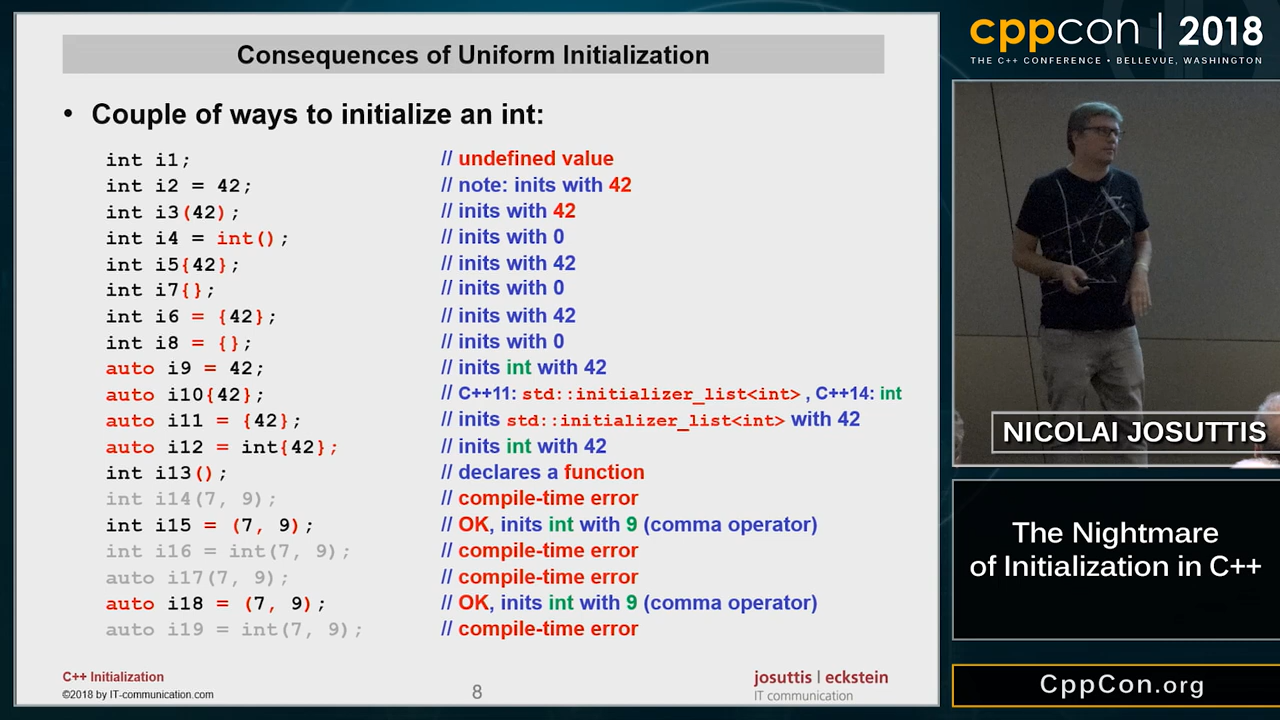 Consequences of Uniform Initialization
• Couple of ways to initialize an int:
int i1; // undefined value
int i2 = 42; // note: inits with 42
int i3(42); // inits with 42
int i4 = int(); // inits with 0
int i5{42}; // inits with 42
int i7{}; // inits with 0
int i6 = {42}; // inits with 42
int i8 = {}; // inits with 0
auto i9 = 42; // inits int with 42
auto i10{42}; // C++11: std::initializer_list<int> , C++14: int
auto i11 = {42}; // inits std::initializer_list<int> with 42
auto i12 = int{42}; // inits int with 42
int i13(); // declares a function
int i14(7, 9); // compile-time error
int i15 = (7, 9); // OK, inits int with 9 (comma operator)
int i16 = int(7, 9); // compile-time error
auto i17(7, 9); // compile-time error
auto i18 = (7, 9); // OK, inits int with 9 (comma operator)
auto i19 = int(7, 9); // compile-time error
C++ Initialization
©2018 by IT-communication.com
8
josuttis | eckstein
IT communication
cppcon | 2018
THE C++ CONFERENCE • BELLEVUE, WASHINGTON
NICOLAI JOSUTTIS
The Nightmare
of Initialization in C++
CppCon.org